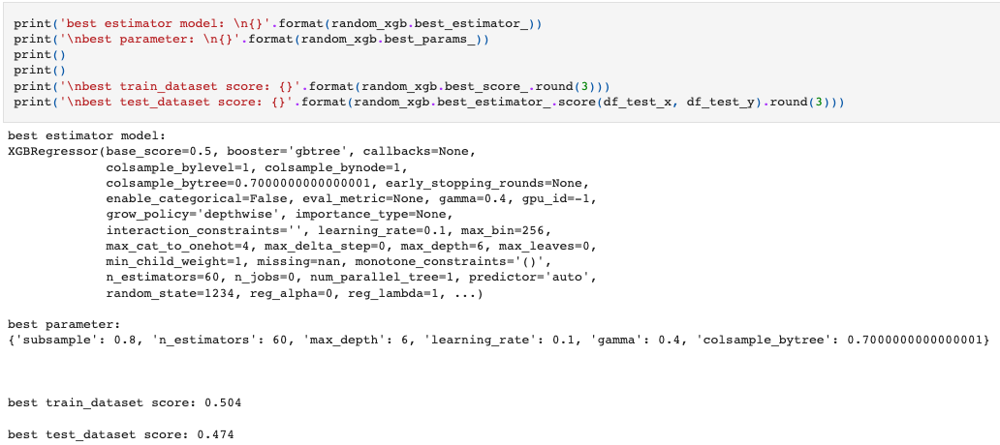 print('best estimator model: \n{}'.format(random_xgb.best_estimator_))
print('\nbest parameter: \n{}'.format(random_xgb.best_params_))
print()
print()
print('\nbest train_dataset score: {}'.format(random_xgb.best_score_.round(3)))
print('\nbest test_dataset score: {}'.format(random_xgb.best_estimator_.score(df_test_x, df_test_y).round(3)))
best estimator model:
XGBRegressor(base_score=0.5, booster='gbtree', callbacks=None,
             colsample_bylevel=1, colsample_bynode=1,
             colsample_bytree=0.7000000000000001, early_stopping_rounds=None,
             enable_categorical=False, eval_metric=None, gamma=0.4, gpu_id=-1,
             grow_policy='depthwise', importance_type=None,
             interaction_constraints='', learning_rate=0.1, max_bin=256,
             max_cat_to_onehot=4, max_delta_step=0, max_depth=6, max_leaves=0,
             min_child_weight=1, missing=nan, monotone_constraints='()',
             n_estimators=60, n_jobs=0, num_parallel_tree=1, predictor='auto',
             random_state=1234, reg_alpha=0, reg_lambda=1, ...)
best parameter:
{'subsample': 0.8, 'n_estimators': 60, 'max_depth': 6, 'learning_rate': 0.1, 'gamma': 0.4, 'colsample_bytree': 0.7000000000000001}
best train_dataset score: 0.504
best test_dataset score: 0.474